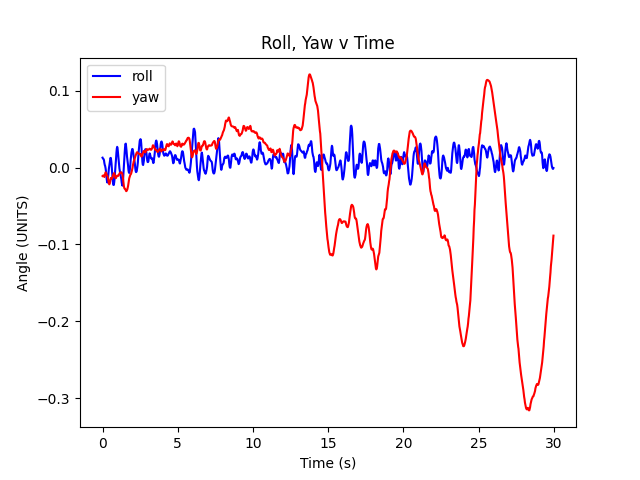 Roll, Yaw v Time
roll
yaw
0.1
0.0
−0.1
−0.2
−0.3
Angle (UNITS)
0 5 10 15 20 25 30
Time (s)